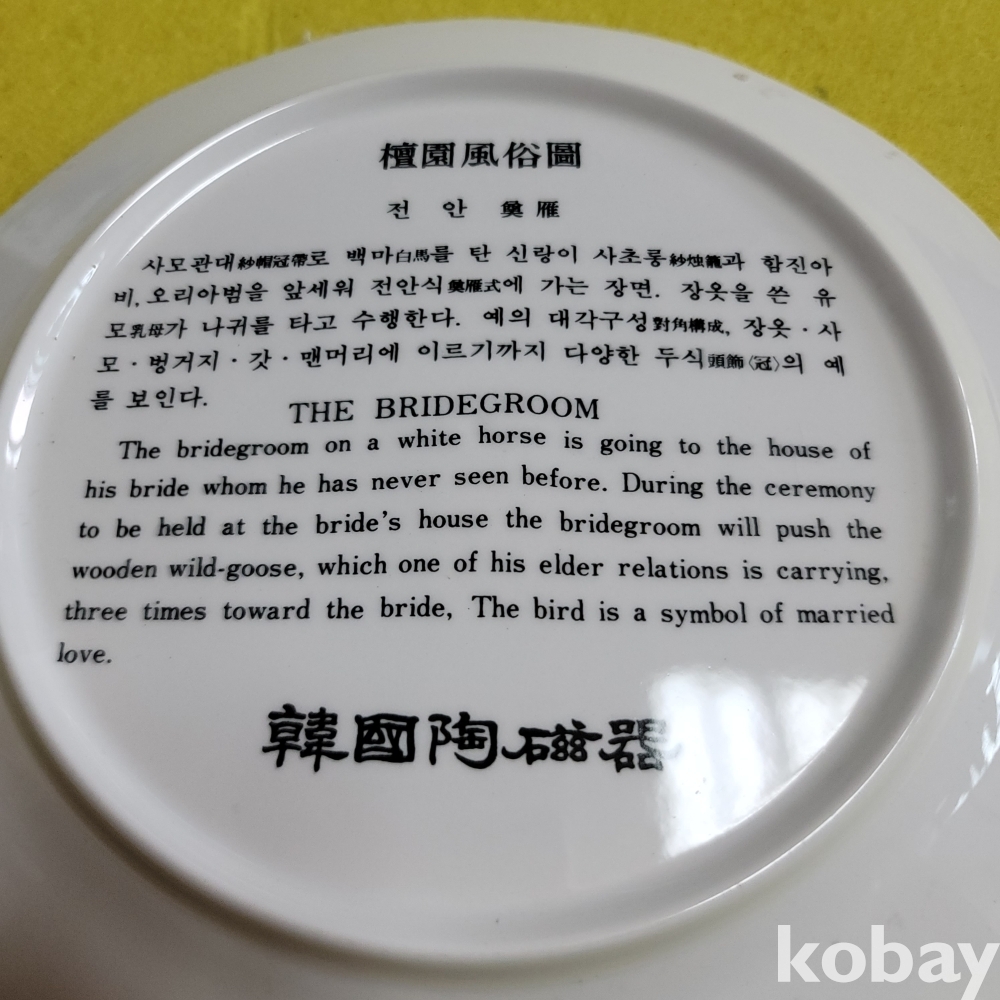 檀園風俗圖
전 안 奠雁
사모관대紗帽冠帶로 백마白馬를 탄 신랑이 사초롱紗烛籠과 함진아
비, 오리아범을 앞세워 전안식奠雁式에 가는 장면. 장옷을 쓴 유
모乳母가 나귀를 타고 수행한다. 예의 대각구성對角構成, 장옷·사
모·벙거지·갓·맨머리에 이르기까지 다양한 두식頭飾〈冠〉의 예
를 보인다.
THE BRIDEGROOM
The bridegroom on a white horse is going to the house of
his bride whom he has never seen before. During the ceremony
to be held at the bride's house the bridegroom will push the
wooden wild-goose, which one of his elder relations is carrying,
three times toward the bride, The bird is a symbol of married
love.
韓國陶磁器
kobay